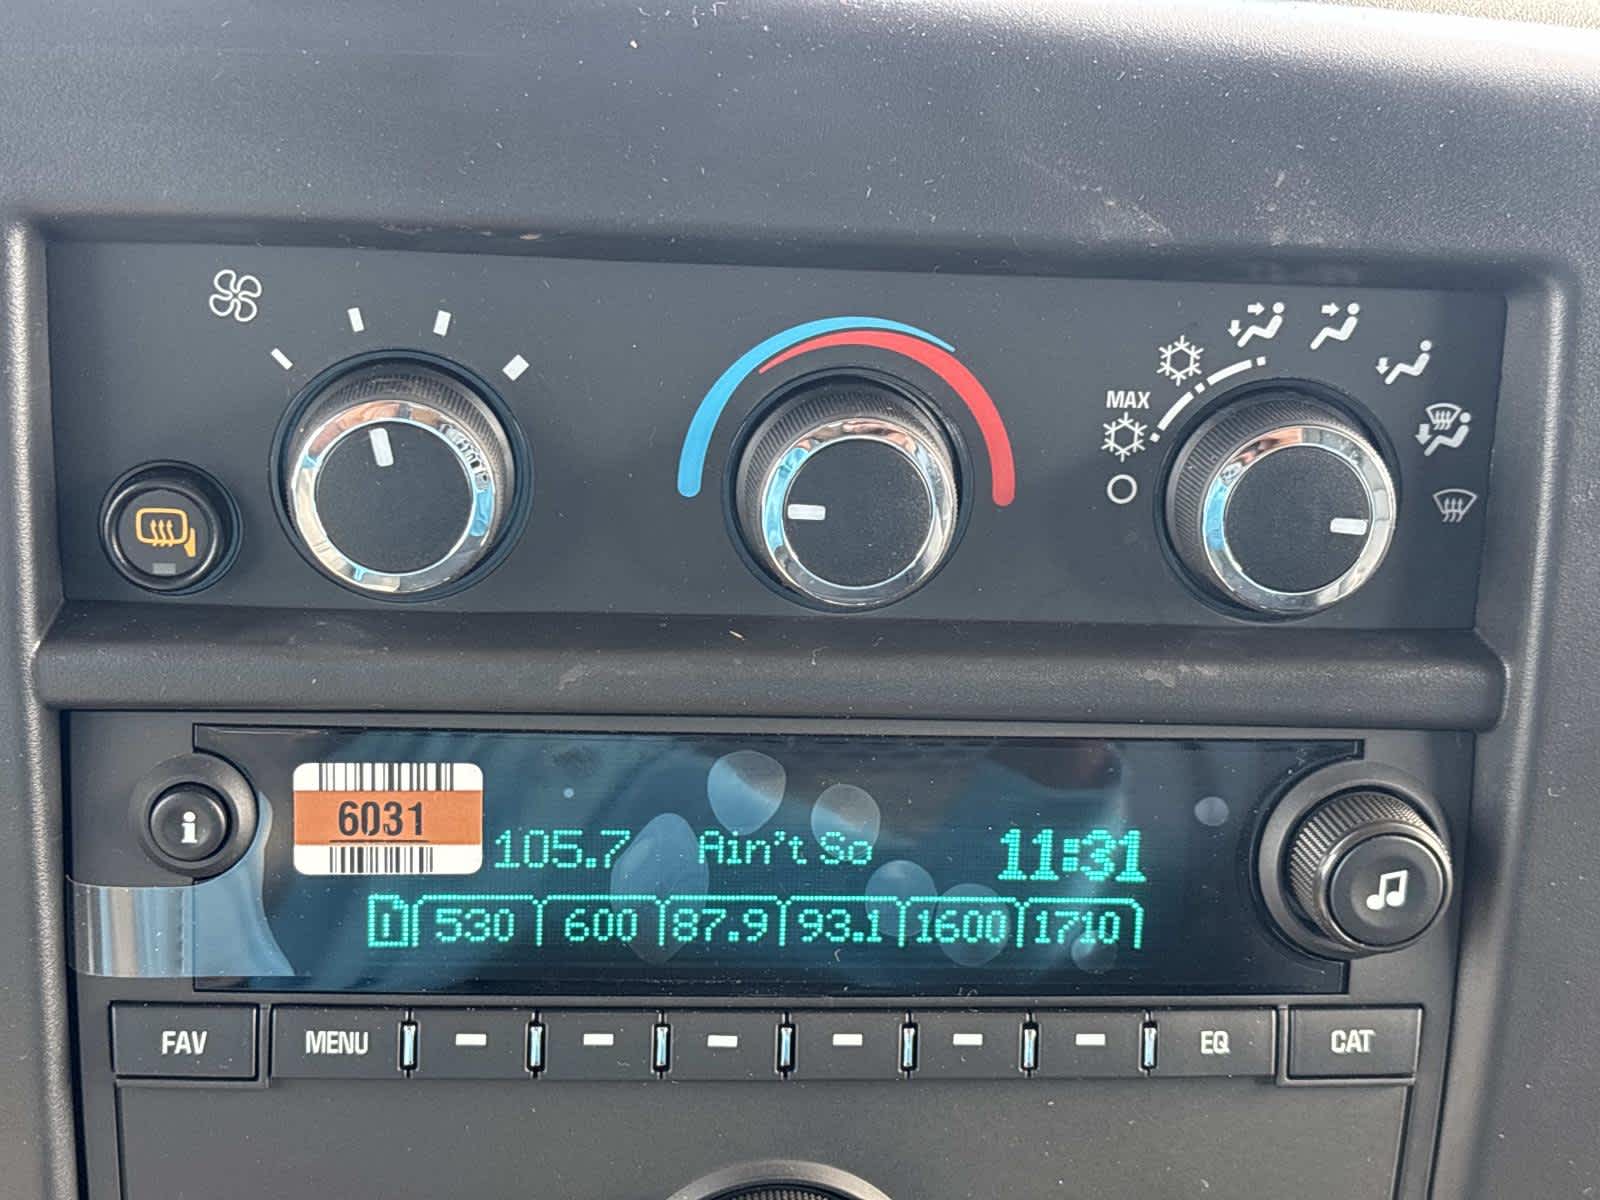 MAX
6031
105.7 Ain't So 11:31
530 600 87.9 93.1 1600 1710
i
FAV MENU EQ CAT